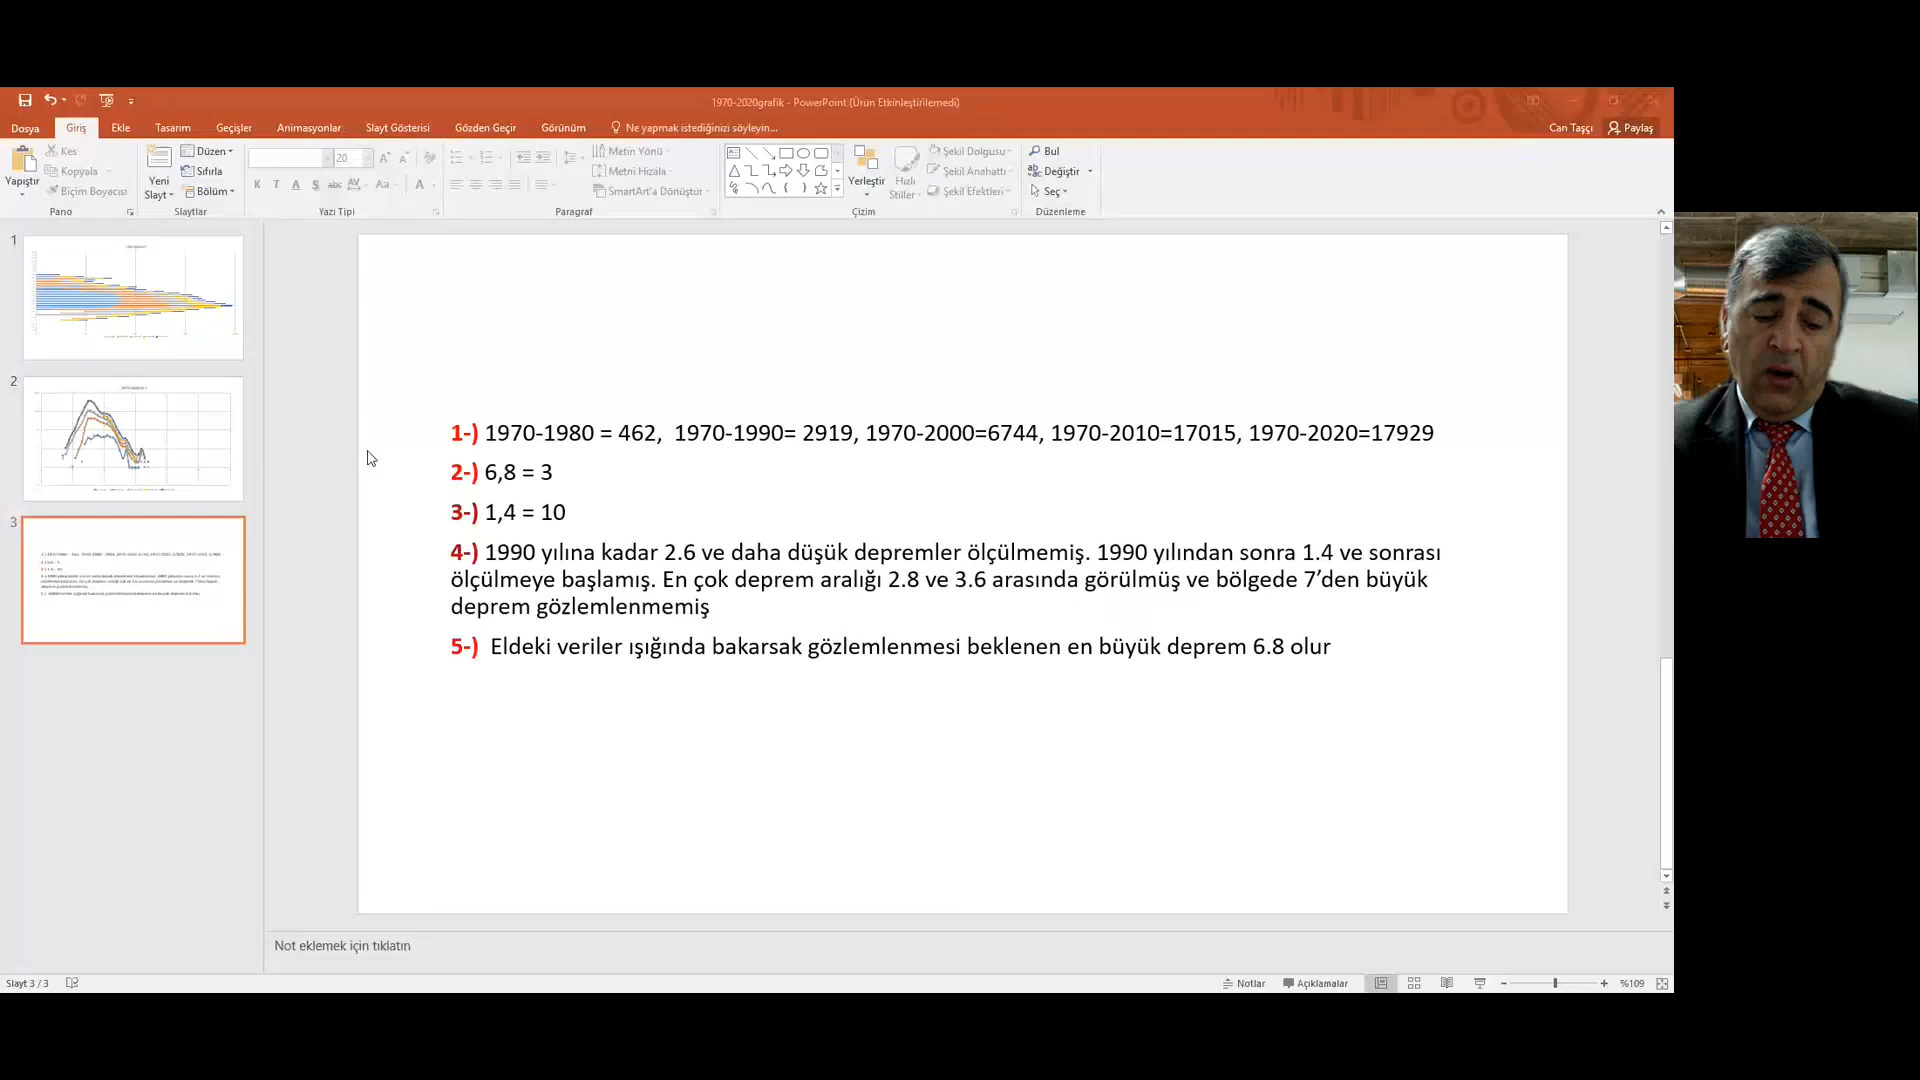 1970-2020grafik - PowerPoint (Ürün Etkinleştirilemedi)
Dosya Giriş Ekle Tasarım Geçişler Animasyonlar Slayt Gösterisi Gözden Geçir Görünüm Ne yapmak istediğinizi söyleyin... Can Taşçı Paylaş
Yapıştır
Kes
Kopyala
Biçim Boyacısı
Pano
Yeni
Slayt
Düzen
Sıfırla
Bölüm
Slaytlar
20
K T A S abc AV Aa A
Yazı Tipi
Metin Yönü
Metni Hizala
SmartArt'a Dönüştür
Paragraf
Yerleştir
Hızlı
Stiller
Şekil Dolgusu
Şekil Anahattı
Şekil Efektleri
Çizim
Bul
Değiştir
Seç
Düzenleme
1
2
3
1-) 1970-1980 = 462, 1970-1990= 2919, 1970-2000=6744, 1970-2010=17015, 1970-2020=17929
2-) 6,8 = 3
3-) 1,4 = 10
4-) 1990 yılına kadar 2.6 ve daha düşük depremler ölçülmemiş. 1990 yılından sonra 1.4 ve sonrası
ölçülmeye başlamış. En çok deprem aralığı 2.8 ve 3.6 arasında görülmüş ve bölgede 7’den büyük
deprem gözlemlenmemiş
5-) Eldeki veriler ışığında bakarsak gözlemlenmesi beklenen en büyük deprem 6.8 olur
Not eklemek için tıklatın
Slayt 3 / 3
Notlar Açıklamalar %109